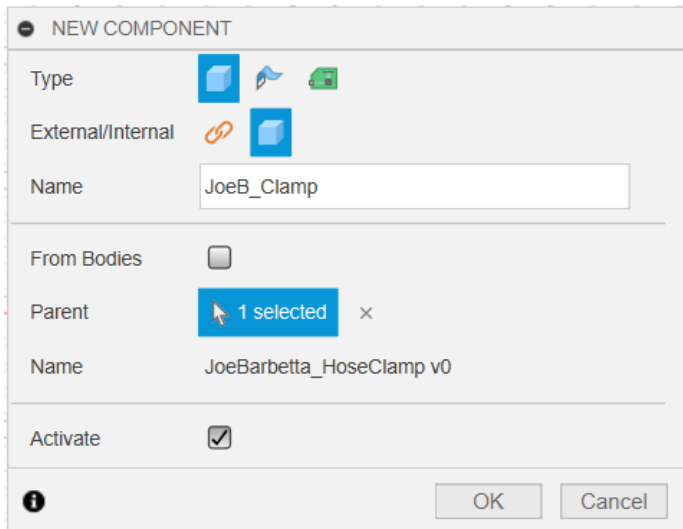 NEW COMPONENT
Type
External/Internal
Name JoeB_Clamp
From Bodies
Parent 1 selected ×
Name JoeBarbetta_HoseClamp v0
Activate
OK Cancel